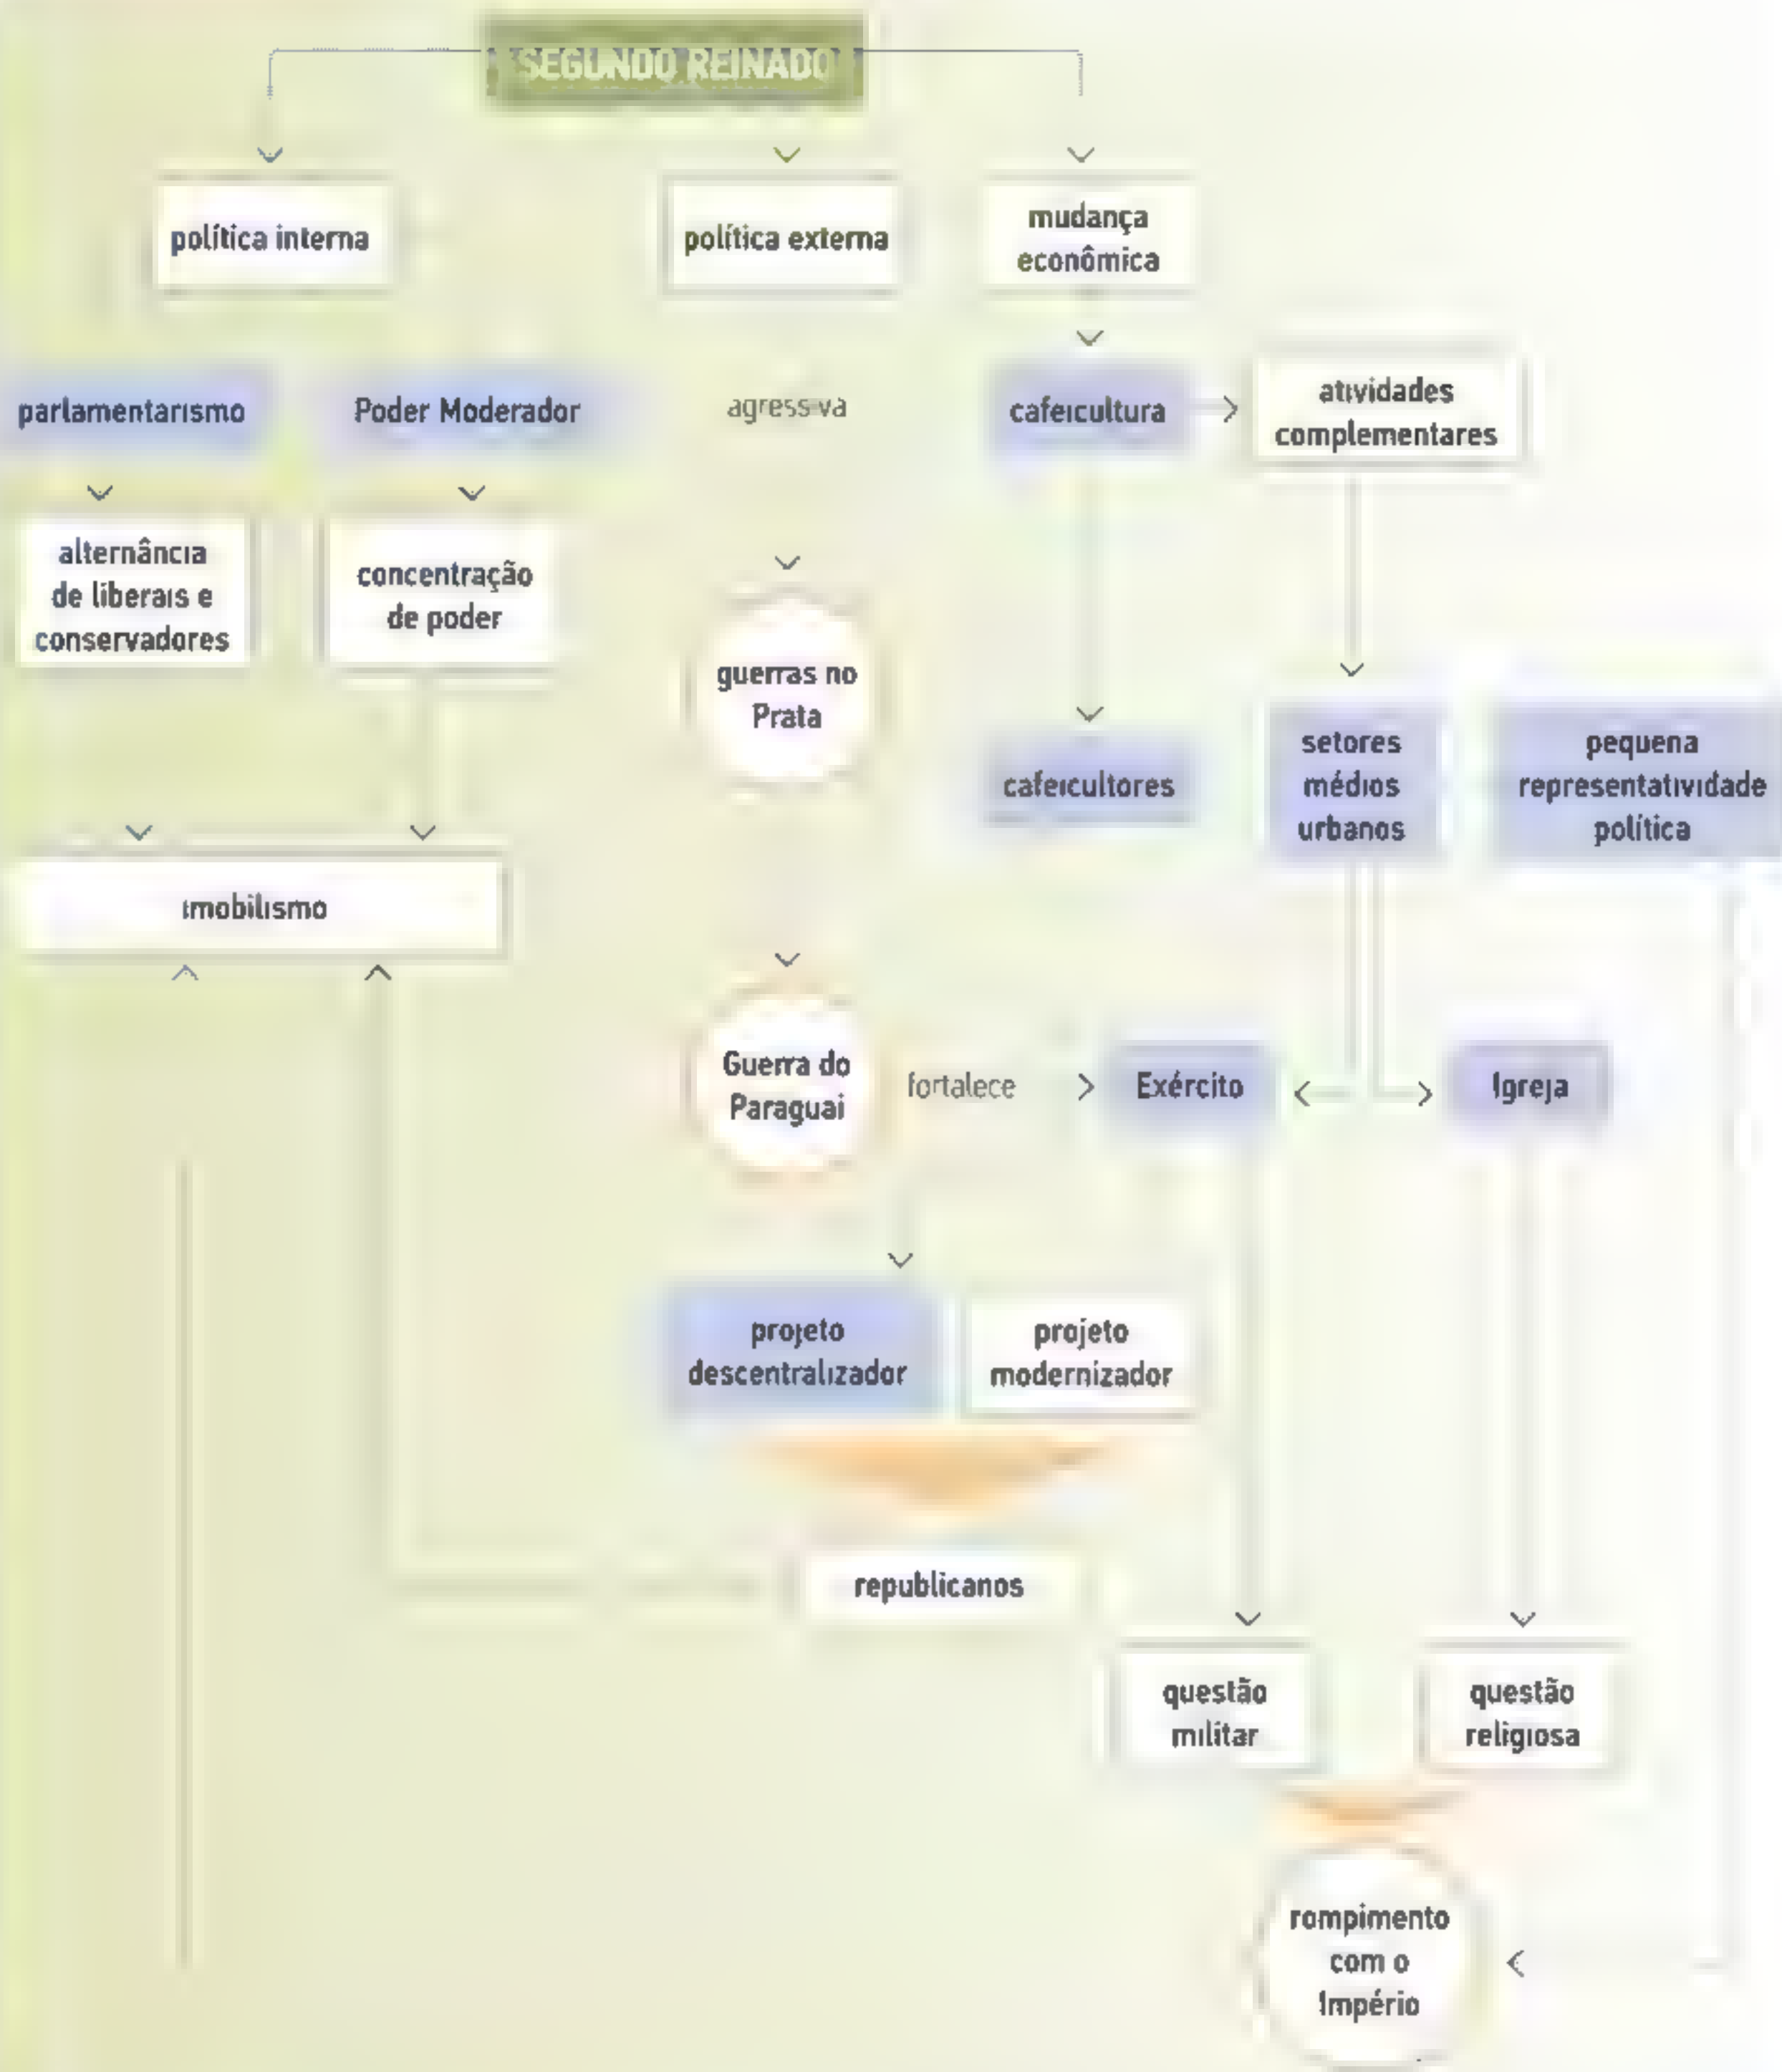 SEGUNDO REINADO
política interna
política externa
mudança
econômica
parlamentarismo
Poder Moderador
agressiva
cafeicultura
atividades
complementares
alternância
de liberais e
conservadores
concentração
de poder
guerras no
Prata
cafeicultores
setores
médios
urbanos
pequena
representatividade
política
imobilismo
Guerra do
Paraguai
fortalece
Exército
Igreja
projeto
descentralizador
projeto
modernizador
republicanos
questão
militar
questão
religiosa
rompimento
com o
Império